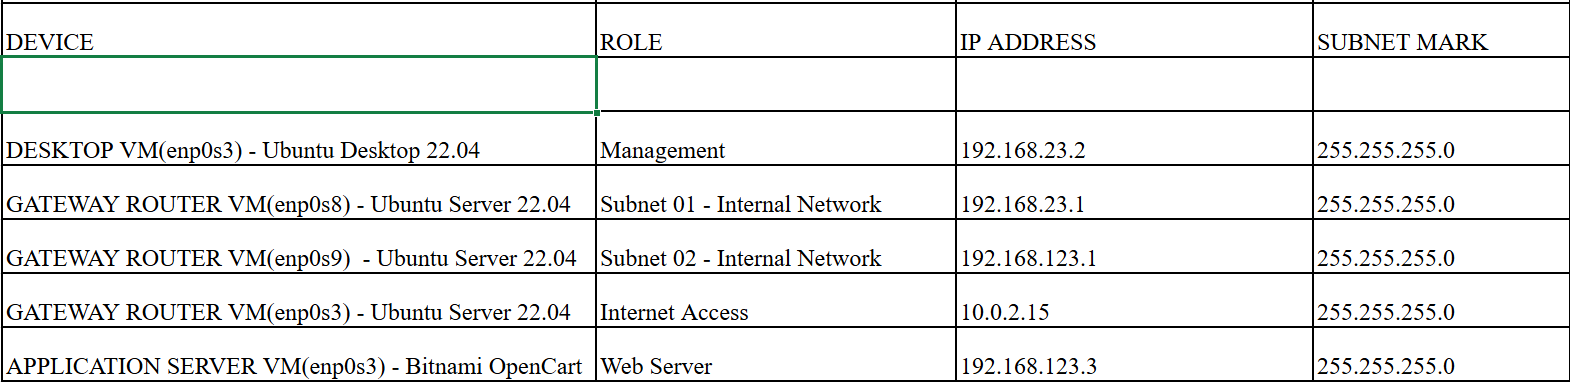 DEVICE ROLE IP ADDRESS SUBNET MARK
DESKTOP VM(enp0s3) - Ubuntu Desktop 22.04 Management 192.168.23.2 255.255.255.0
GATEWAY ROUTER VM(enp0s8) - Ubuntu Server 22.04 Subnet 01 - Internal Network 192.168.23.1 255.255.255.0
GATEWAY ROUTER VM(enp0s9) - Ubuntu Server 22.04 Subnet 02 - Internal Network 192.168.123.1 255.255.255.0
GATEWAY ROUTER VM(enp0s3) - Ubuntu Server 22.04 Internet Access 10.0.2.15 255.255.255.0
APPLICATION SERVER VM(enp0s3) - Bitnami OpenCart Web Server 192.168.123.3 255.255.255.0